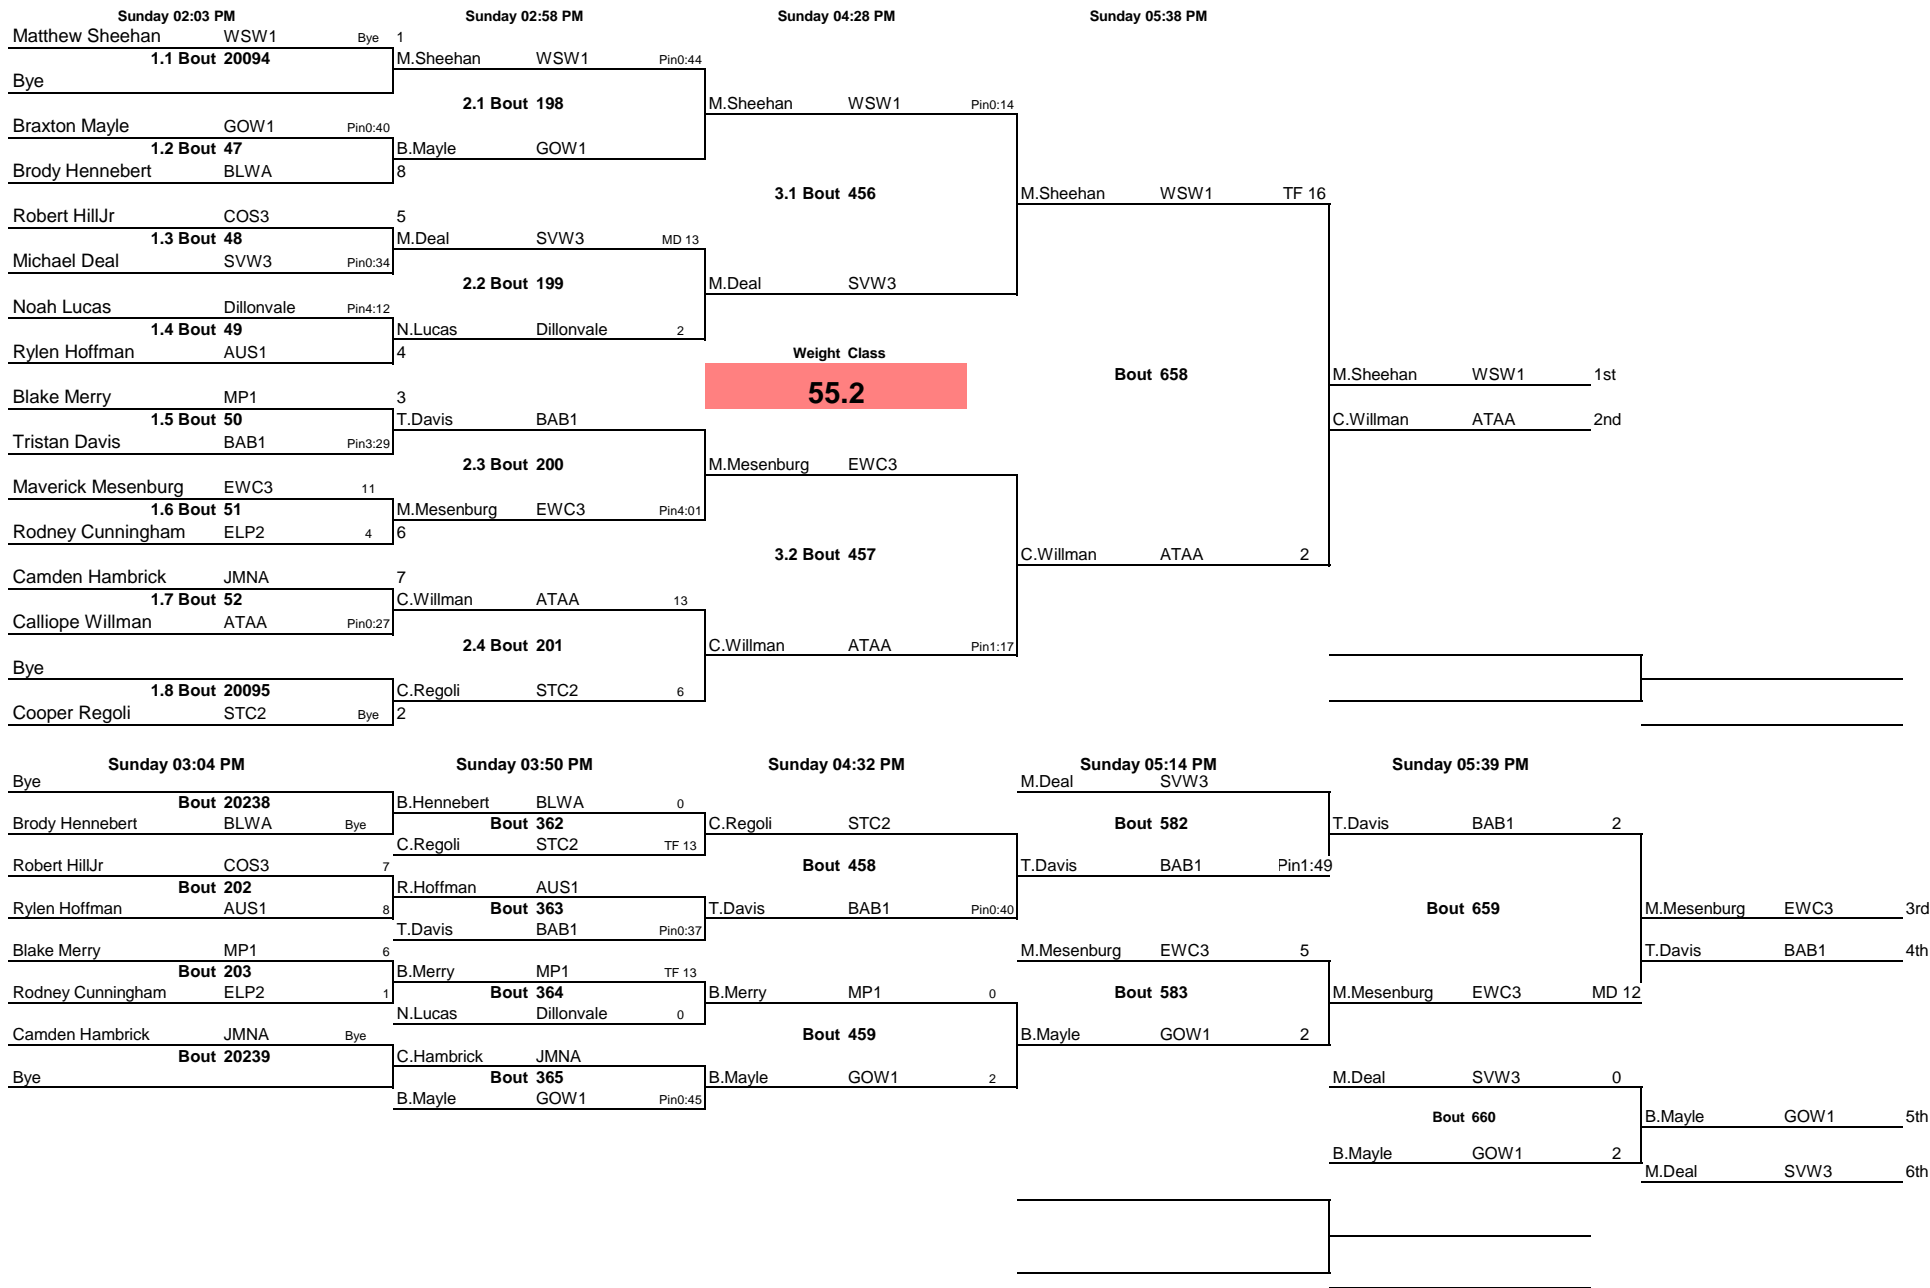 Sunday 02:03 PM Sunday 02:58 PM Sunday 04:28 PM Sunday 05:38 PM
Matthew Sheehan WSW1 Bye 1
1.1 Bout 20094 M.Sheehan WSW1 Pin0:44
Bye
2.1 Bout 198 M.Sheehan WSW1 Pin0:14
Braxton Mayle GOW1 Pin0:40
1.2 Bout 47 B.Mayle GOW1
Brody Hennebert BLWA 8
3.1 Bout 456 M.Sheehan WSW1 TF 16
Robert HillJr COS3 5
1.3 Bout 48 M.Deal SVW3 MD 13
Michael Deal SVW3 Pin0:34
2.2 Bout 199 M.Deal SVW3
Noah Lucas Dillonvale Pin4:12
1.4 Bout 49 N.Lucas Dillonvale 2
Rylen Hoffman AUS1 4 Weight Class
Bout 658 M.Sheehan WSW1 1st
Blake Merry MP1 3 55.2
1.5 Bout 50 T.Davis BAB1 C.Willman ATAA 2nd
Tristan Davis BAB1 Pin3:29
2.3 Bout 200 M.Mesenburg EWC3
Maverick Mesenburg EWC3 11
1.6 Bout 51 M.Mesenburg EWC3 Pin4:01
Rodney Cunningham ELP2 4 6
3.2 Bout 457 C.Willman ATAA 2
Camden Hambrick JMNA 7
1.7 Bout 52 C.Willman ATAA 13
Calliope Willman ATAA Pin0:27
2.4 Bout 201 C.Willman ATAA Pin1:17
Bye
1.8 Bout 20095 C.Regoli STC2 6
Cooper Regoli STC2 Bye 2
Sunday 03:04 PM Sunday 03:50 PM Sunday 04:32 PM Sunday 05:14 PM Sunday 05:39 PM
Bye M.Deal SVW3
Bout 20238 B.Hennebert BLWA 0
Brody Hennebert BLWA Bye Bout 362 C.Regoli STC2 Bout 582 T.Davis BAB1 2
C.Regoli STC2 TF 13
Robert HillJr COS3 7 Bout 458 T.Davis BAB1 Pin1:49
Bout 202 R.Hoffman AUS1
Rylen Hoffman AUS1 8 Bout 363 T.Davis BAB1 Pin0:40 Bout 659 M.Mesenburg EWC3 3rd
T.Davis BAB1 Pin0:37
Blake Merry MP1 6 M.Mesenburg EWC3 5 T.Davis BAB1 4th
Bout 203 B.Merry MP1 TF 13
Rodney Cunningham ELP2 1 Bout 364 B.Merry MP1 0 Bout 583 M.Mesenburg EWC3 MD 12
N.Lucas Dillonvale 0
Camden Hambrick JMNA Bye Bout 459 B.Mayle GOW1 2
Bout 20239 C.Hambrick JMNA
Bye Bout 365 B.Mayle GOW1 2 M.Deal SVW3 0
B.Mayle GOW1 Pin0:45
Bout 660 B.Mayle GOW1 5th
B.Mayle GOW1 2
M.Deal SVW3 6th